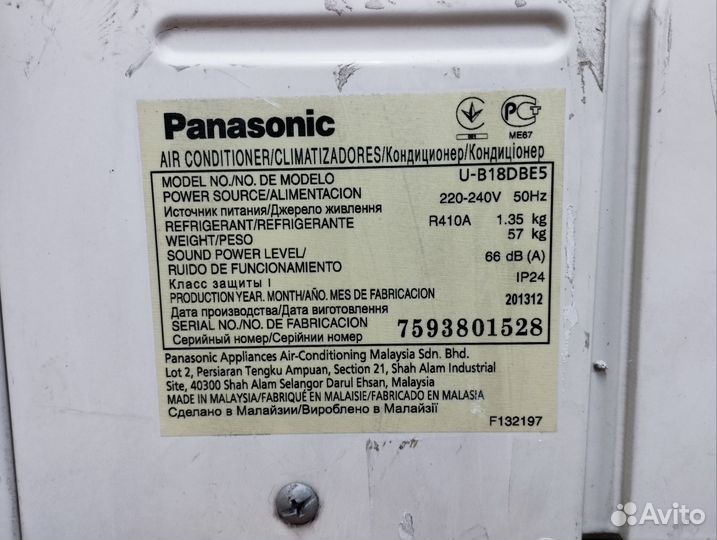 Panasonic
ME67
AIR CONDITIONER/CLIMATIZADORES/Кондиционер/Кондиціонер
MODEL NO./NO. DE MODELO U-B18DBE5
POWER SOURCE/ALIMENTACION 220-240V 50Hz
Источник питания/Джерело живлення
REFRIGERANT/REFRIGERANTE R410A 1.35 kg
WEIGHT/PESO 57 kg
SOUND POWER LEVEL/ 66 dB (A)
RUIDO DE FUNCIONAMIENTO
Класс защиты I IP24
PRODUCTION YEAR. MONTH/AÑO. MES DE FABRICACION 201312
Дата производства/Дата виготовлення
SERIAL NO./NO. DE FABRICACION 7593801528
Серийный номер/Серійнии номер
Panasonic Appliances Air-Conditioning Malaysia Sdn. Bhd.
Lot 2, Persiaran Tengku Ampuan, Section 21, Shah Alam Industrial
Site, 40300 Shah Alam Selangor Darul Ehsan, Malaysia
MADE IN MALAYSIA/FABRIQUÉ EN MALAISIE/FABRICADO EN MALASIA
Сделано в Малайзии/Вироблено в Малайзії
F132197
Avito